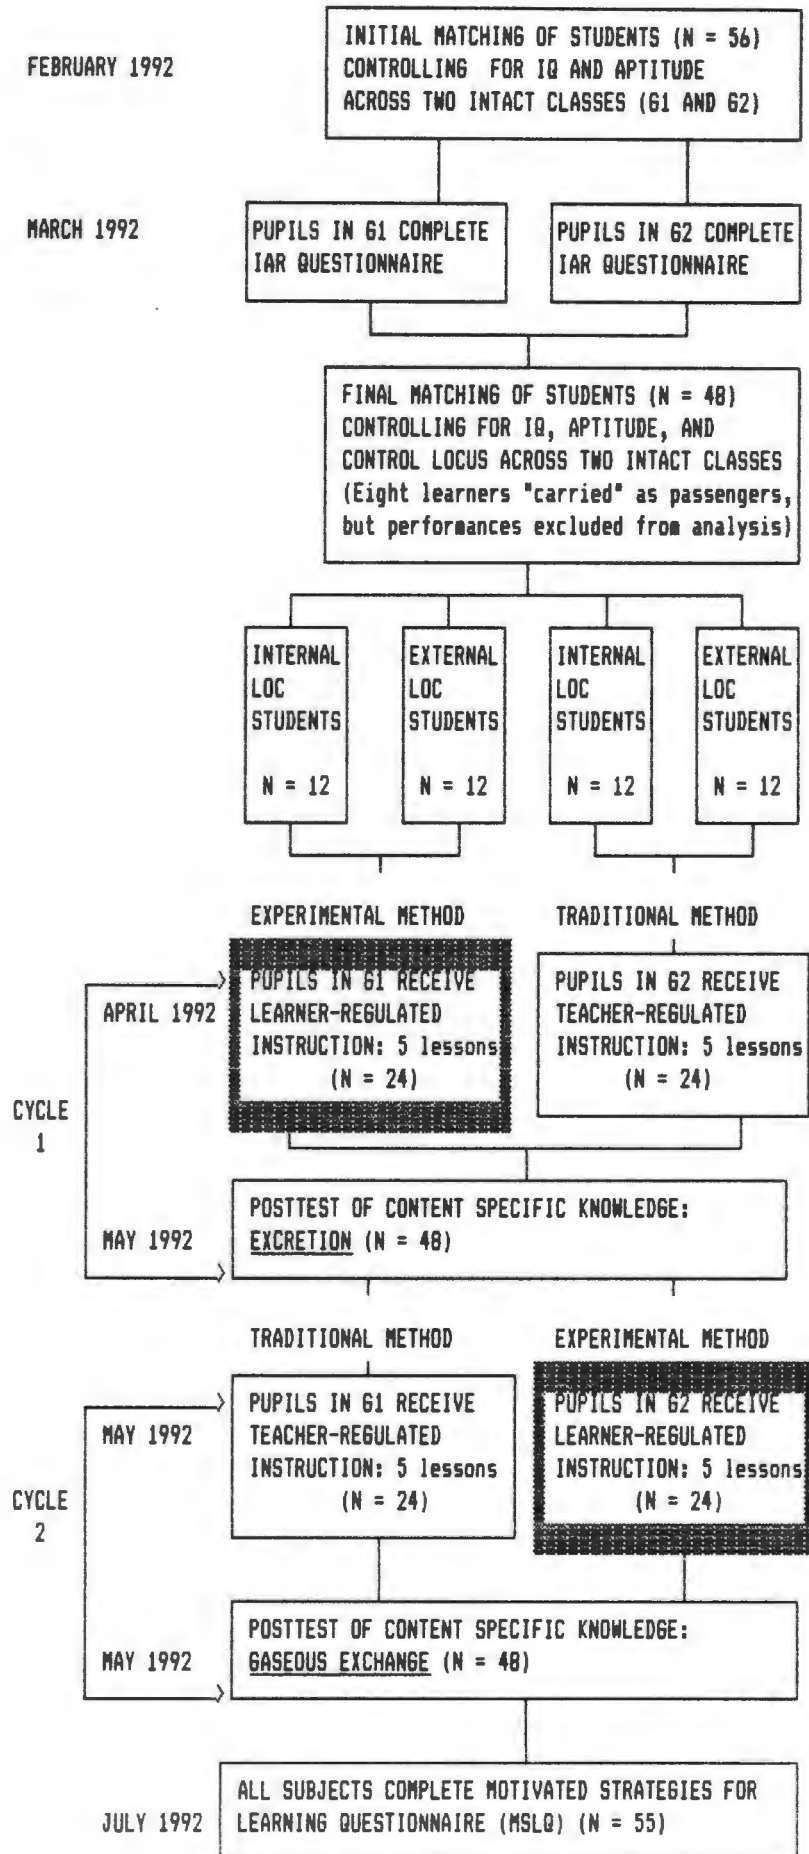 FEBRUARY 1992
INITIAL MATCHING OF STUDENTS (N = 56)
CONTROLLING FOR IQ AND APTITUDE
ACROSS TWO INTACT CLASSES (G1 AND G2)
MARCH 1992
PUPILS IN G1 COMPLETE
IAR QUESTIONNAIRE
PUPILS IN G2 COMPLETE
IAR QUESTIONNAIRE
FINAL MATCHING OF STUDENTS (N = 48)
CONTROLLING FOR IQ, APTITUDE, AND
CONTROL LOCUS ACROSS TWO INTACT CLASSES
(Eight learners "carried" as passengers,
but performances excluded from analysis)
INTERNAL
LOC
STUDENTS
N = 12
EXTERNAL
LOC
STUDENTS
N = 12
INTERNAL
LOC
STUDENTS
N = 12
EXTERNAL
LOC
STUDENTS
N = 12
EXPERIMENTAL METHOD
TRADITIONAL METHOD
CYCLE
1
APRIL 1992
PUPILS IN G1 RECEIVE
LEARNER-REGULATED
INSTRUCTION: 5 lessons
(N = 24)
PUPILS IN G2 RECEIVE
TEACHER-REGULATED
INSTRUCTION: 5 lessons
(N = 24)
MAY 1992
POSTTEST OF CONTENT SPECIFIC KNOWLEDGE:
EXCRETION (N = 48)
TRADITIONAL METHOD
EXPERIMENTAL METHOD
CYCLE
2
MAY 1992
PUPILS IN G1 RECEIVE
TEACHER-REGULATED
INSTRUCTION: 5 lessons
(N = 24)
PUPILS IN G2 RECEIVE
LEARNER-REGULATED
INSTRUCTION: 5 lessons
(N = 24)
MAY 1992
POSTTEST OF CONTENT SPECIFIC KNOWLEDGE:
GASEOUS EXCHANGE (N = 48)
JULY 1992
ALL SUBJECTS COMPLETE MOTIVATED STRATEGIES FOR
LEARNING QUESTIONNAIRE (MSLQ) (N = 55)